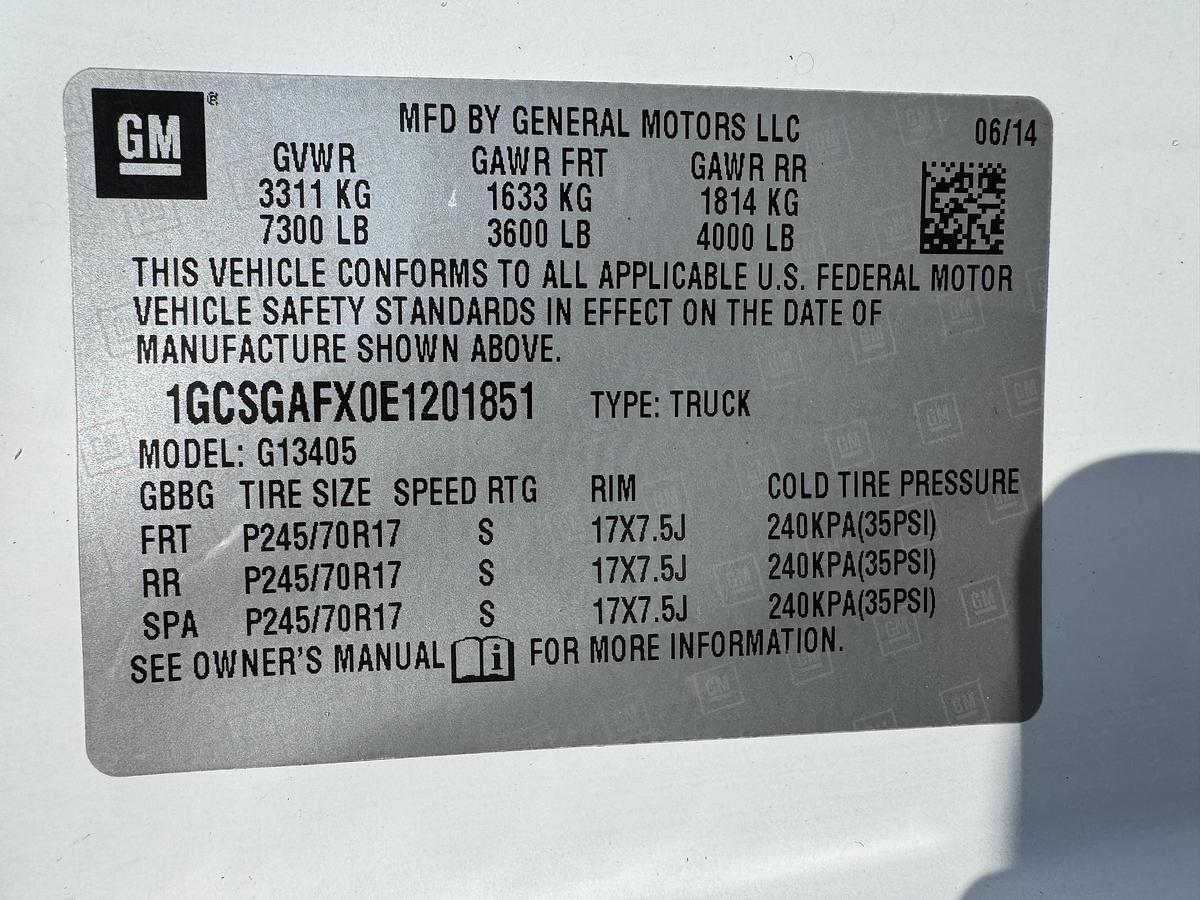 GM®
MFD BY GENERAL MOTORS LLC 06/14
GVWR GAWR FRT GAWR RR
3311 KG 1633 KG 1814 KG
7300 LB 3600 LB 4000 LB
THIS VEHICLE CONFORMS TO ALL APPLICABLE U.S. FEDERAL MOTOR
VEHICLE SAFETY STANDARDS IN EFFECT ON THE DATE OF
MANUFACTURE SHOWN ABOVE.
1GCSGAFX0E1201851 TYPE: TRUCK
MODEL: G13405
GBBG TIRE SIZE SPEED RTG RIM COLD TIRE PRESSURE
FRT P245/70R17 S 17X7.5J 240KPA(35PSI)
RR P245/70R17 S 17X7.5J 240KPA(35PSI)
SPA P245/70R17 S 17X7.5J 240KPA(35PSI)
SEE OWNER'S MANUAL i FOR MORE INFORMATION.